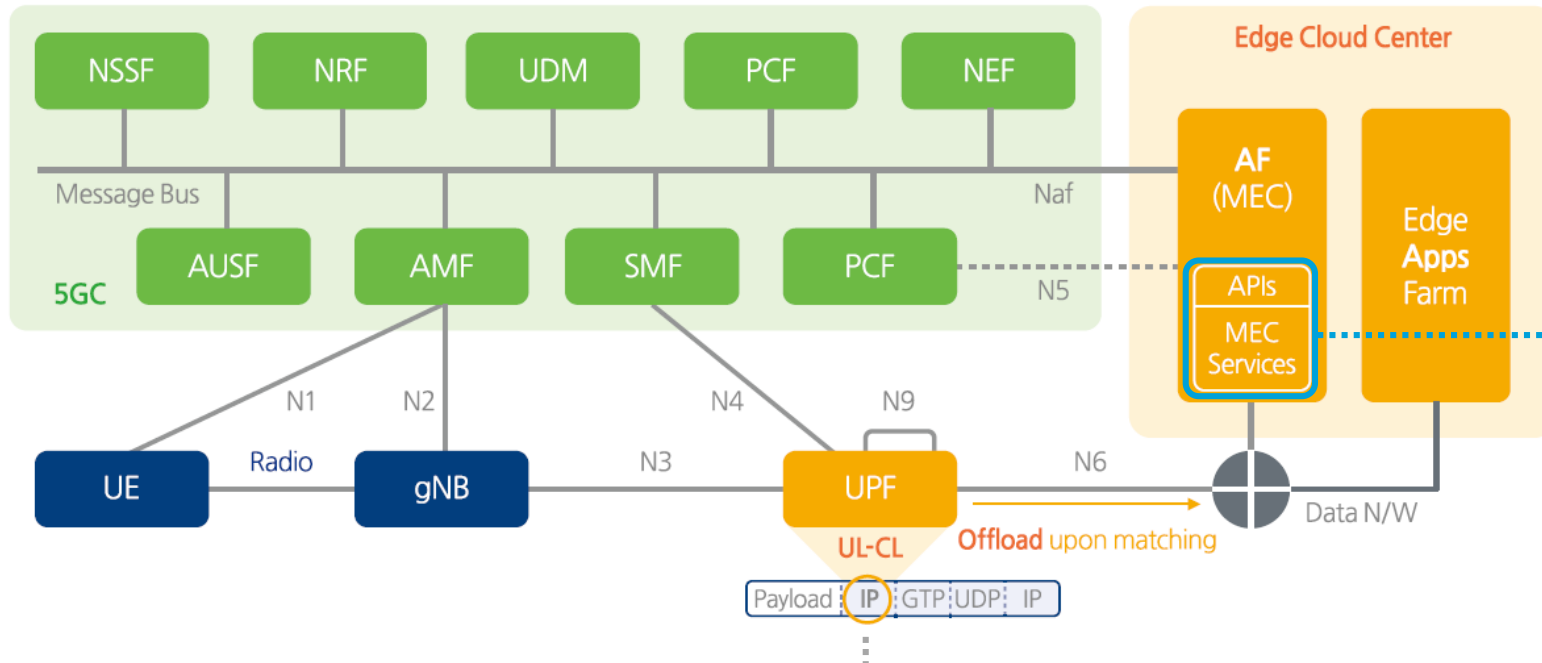 NSSF
NRF
UDM
PCF
NEF
Edge Cloud Center
Message Bus
Naf
AF
(MEC)
Edge
Apps
Farm
AUSF
AMF
SMF
PCF
N5
5GC
APIs
MEC
Services
N1
N2
N4
N9
UE
Radio
gNB
N3
UPF
N6
Data N/W
UL-CL
Offload upon matching
Payload IP GTP UDP IP